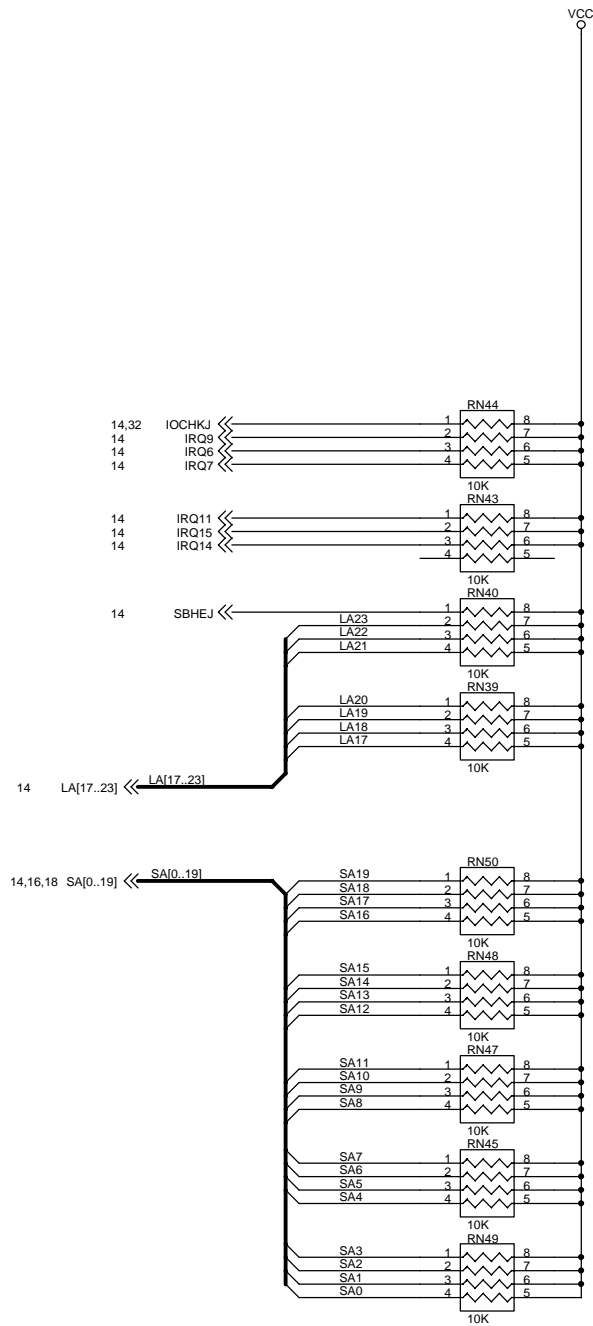 VCC
RN44
14,32 IOCHKJ 1 8
14 IRQ9 2 7
14 IRQ6 3 6
14 IRQ7 4 5
10K
RN43
14 IRQ11 1 8
14 IRQ15 2 7
14 IRQ14 3 6
4 5
10K
RN40
14 SBHEJ 1 8
LA23 2 7
LA22 3 6
LA21 4 5
10K
RN39
LA20 1 8
LA19 2 7
LA18 3 6
LA17 4 5
10K
14 LA[17..23] LA[17..23]
RN50
14,16,18 SA[0..19] SA[0..19] SA19 1 8
SA18 2 7
SA17 3 6
SA16 4 5
10K
RN48
SA15 1 8
SA14 2 7
SA13 3 6
SA12 4 5
10K
RN47
SA11 1 8
SA10 2 7
SA9 3 6
SA8 4 5
10K
RN45
SA7 1 8
SA6 2 7
SA5 3 6
SA4 4 5
10K
RN49
SA3 1 8
SA2 2 7
SA1 3 6
SA0 4 5
10K